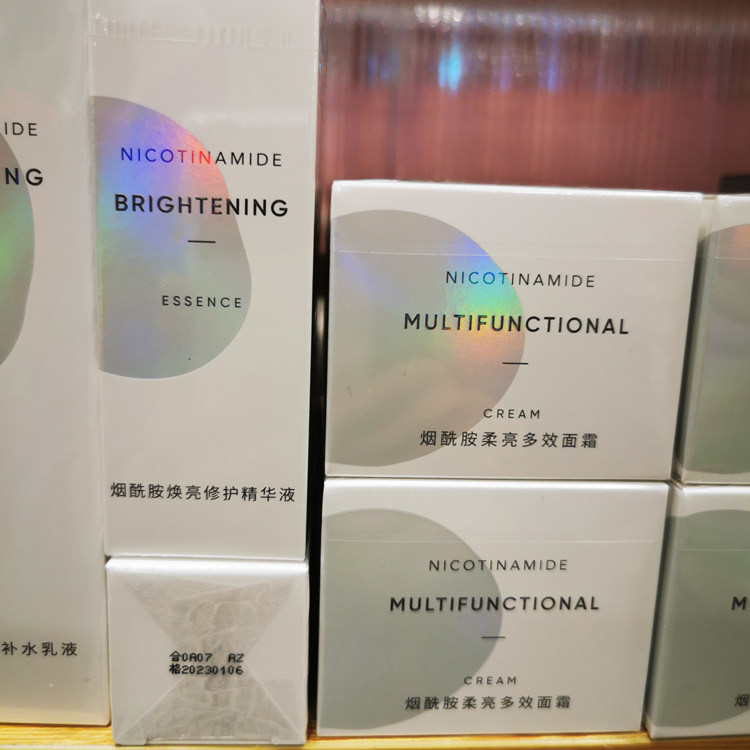 IDE
NG
补水乳液
NICOTINAMIDE
BRIGHTENING
ESSENCE
烟酰胺焕亮修护精华液
合0A07 AZ
格20230106
NICOTINAMIDE
MULTIFUNCTIONAL
CREAM
烟酰胺柔亮多效面霜
NICOTINAMIDE
MULTIFUNCTIONAL
CREAM
烟酰胺柔亮多效面霜
M
烟